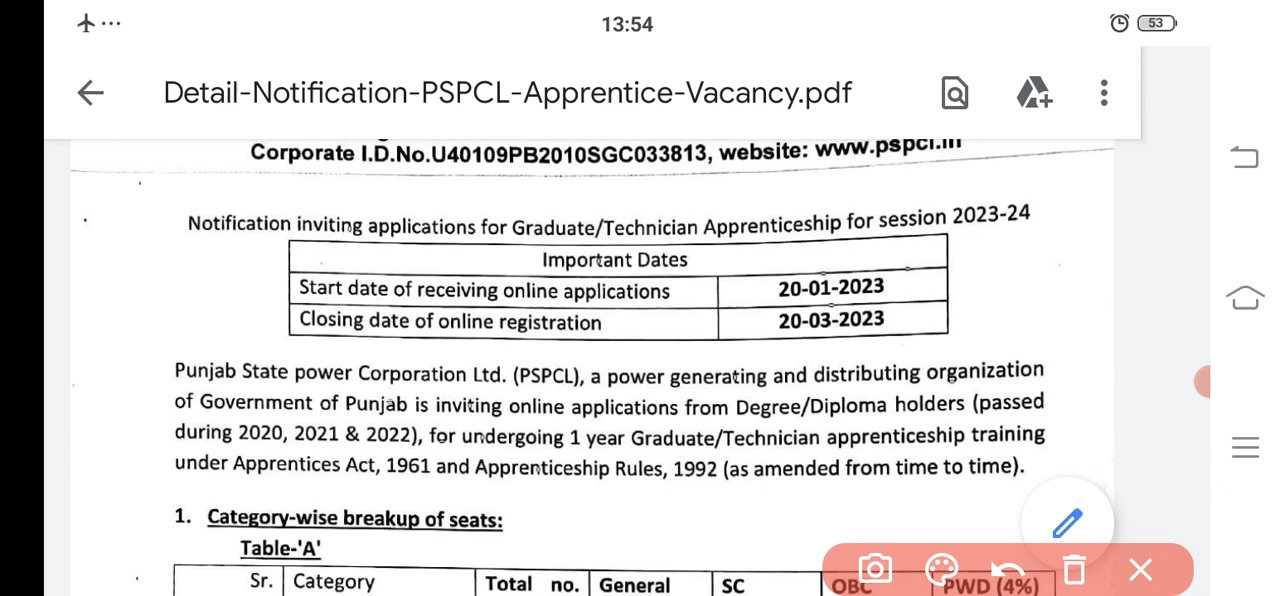 13:54
53
Detail-Notification-PSPCL-Apprentice-Vacancy.pdf
Corporate I.D.No.U40109PB2010SGC033813, website: www.pspcl.in
Notification inviting applications for Graduate/Technician Apprenticeship for session 2023-24
Important Dates
Start date of receiving online applications 20-01-2023
Closing date of online registration 20-03-2023
Punjab State power Corporation Ltd. (PSPCL), a power generating and distributing organization
of Government of Punjab is inviting online applications from Degree/Diploma holders (passed
during 2020, 2021 & 2022), for undergoing 1 year Graduate/Technician apprenticeship training
under Apprentices Act, 1961 and Apprenticeship Rules, 1992 (as amended from time to time).
1. Category-wise breakup of seats:
Table-'A'
Sr. Category Total no. General SC OBC PWD (4%)